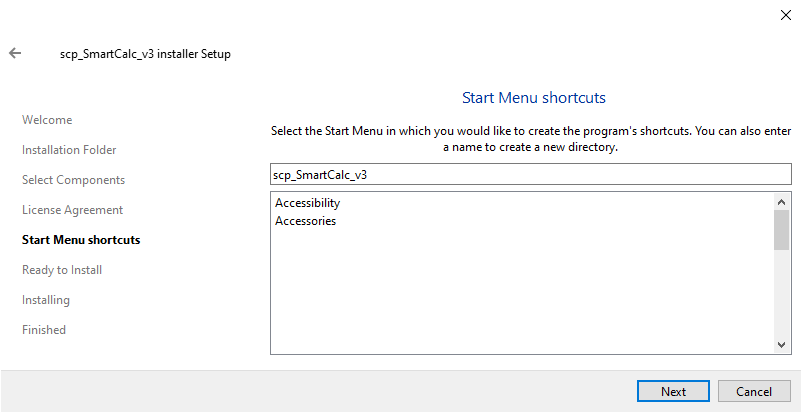 scp_SmartCalc_v3 installer Setup
Welcome
Installation Folder
Select Components
License Agreement
Start Menu shortcuts
Ready to Install
Installing
Finished
Start Menu shortcuts
Select the Start Menu in which you would like to create the program's shortcuts. You can also enter
a name to create a new directory.
scp_SmartCalc_v3
Accessibility
Accessories
Next
Cancel